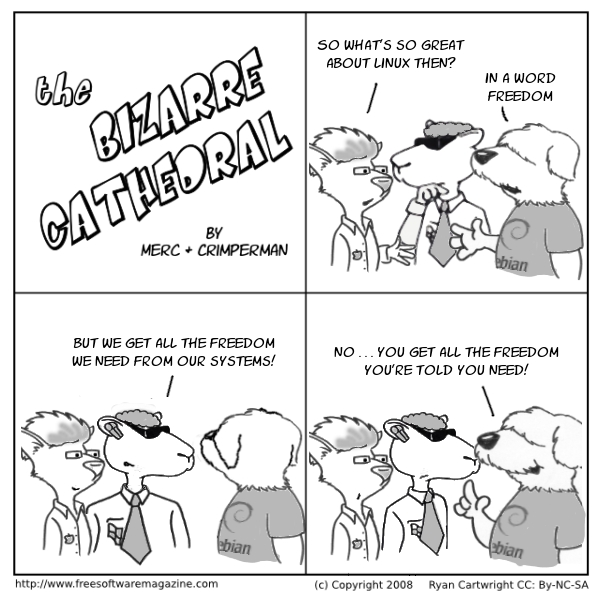 the
BIZARRE
CATHEDRAL
BY
MERC + CRIMPERMAN
SO WHAT'S SO GREAT
ABOUT LINUX THEN?
IN A WORD
FREEDOM
ebian
BUT WE GET ALL THE FREEDOM
WE NEED FROM OUR SYSTEMS!
ebian
NO . . . YOU GET ALL THE FREEDOM
YOU'RE TOLD YOU NEED!
ebian
http://www.freesoftwaremagazine.com
(c) Copyright 2008 Ryan Cartwright CC: By-NC-SA